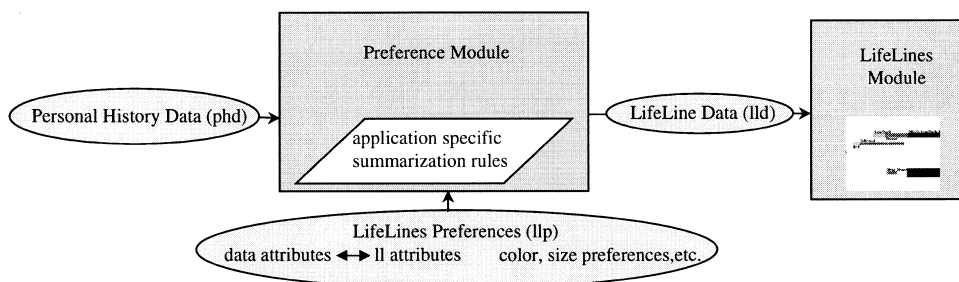 Preference Module
LifeLines
Module
Personal History Data (phd)
LifeLine Data (lld)
application specific
summarization rules
LifeLines Preferences (llp)
data attributes ll attributes color, size preferences,etc.